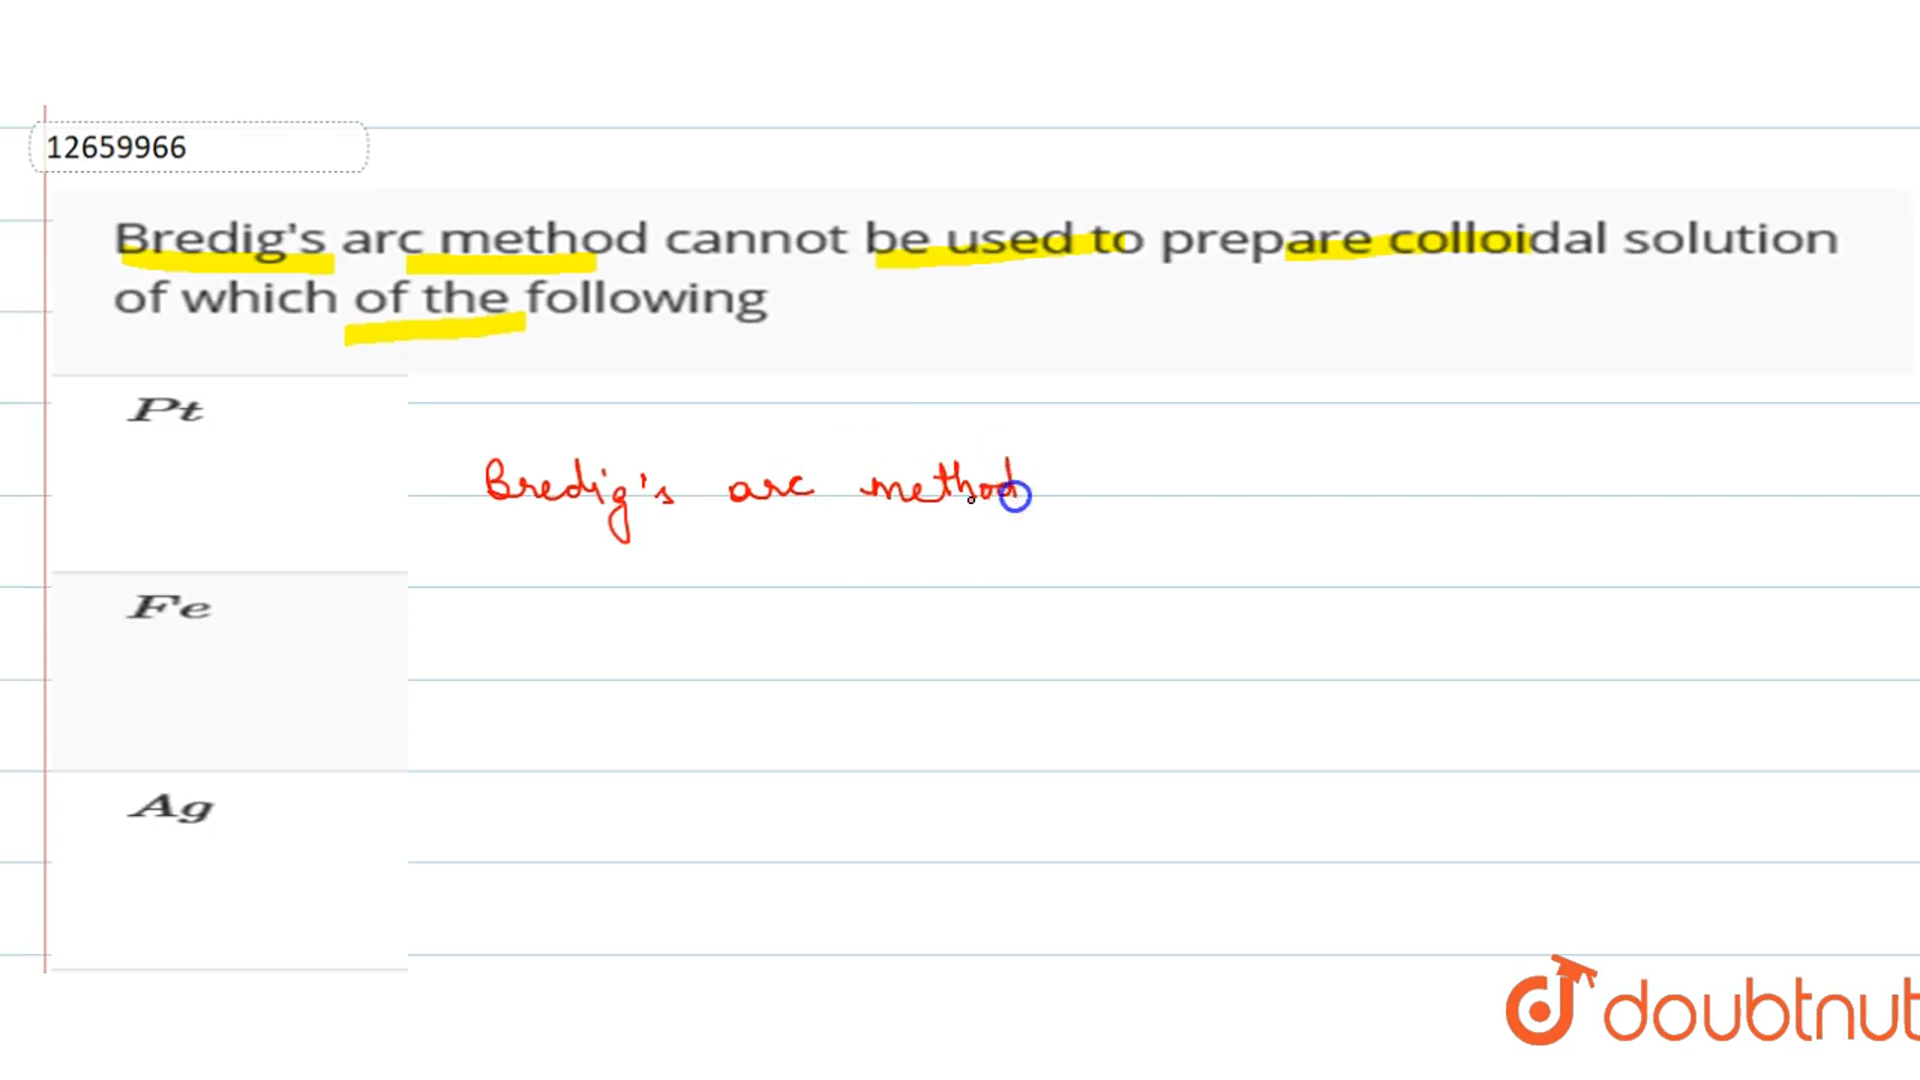 12659966
Bredig's arc method cannot be used to prepare colloidal solution
of which of the following
Pt
Bredig's arc method
Fe
Ag
doubtnut